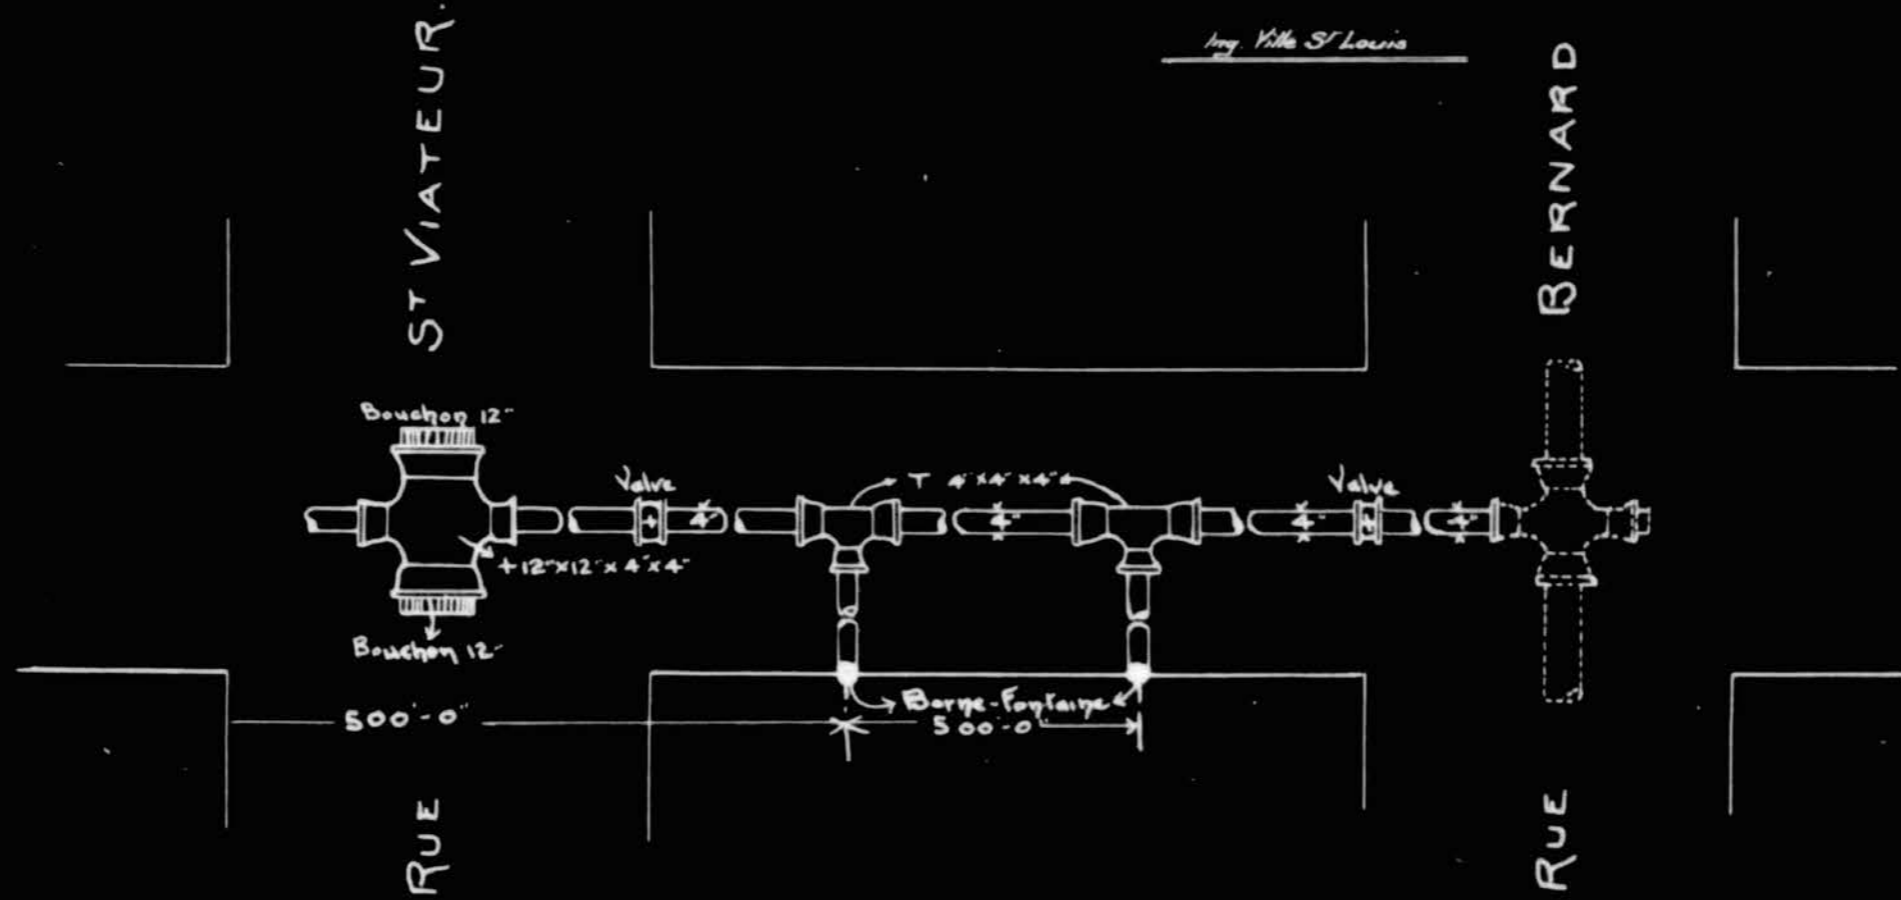 Ing. Ville St Louis
RUE ST VIATEUR.
RUE BERNARD
Bouchon 12"
Valve
T 4"x4"x4"
Valve
4"
4"
4"
4"
+12"x12"x4"x4"
Bouchon 12"
Borne-Fontaine
500'-0"
500'-0"